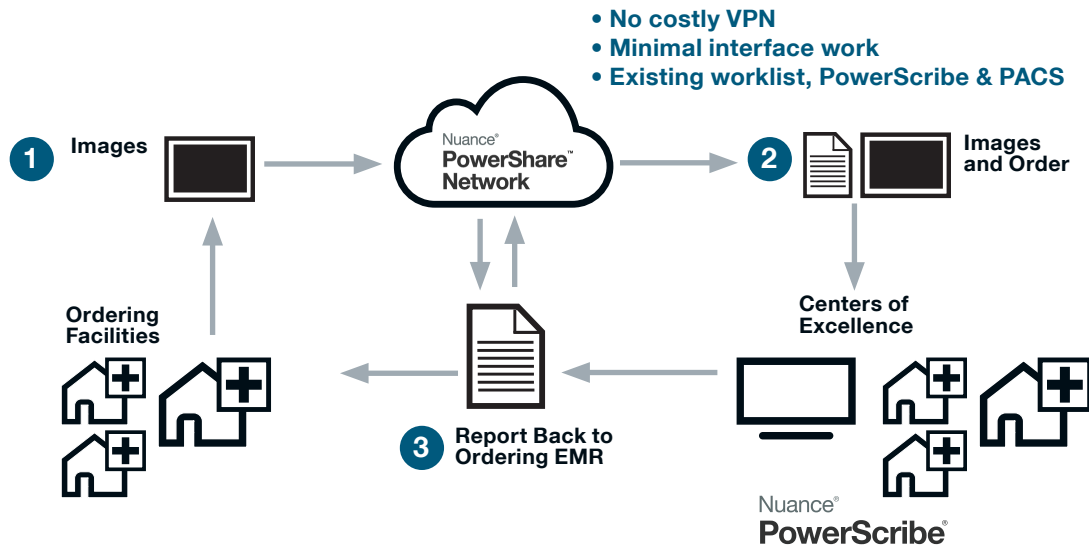 • No costly VPN
• Minimal interface work
• Existing worklist, PowerScribe & PACS
1
Images
Nuance®
PowerShare™
Network
2
Images
and Order
Ordering
Facilities
Centers of
Excellence
3
Report Back to
Ordering EMR
Nuance®
PowerScribe®